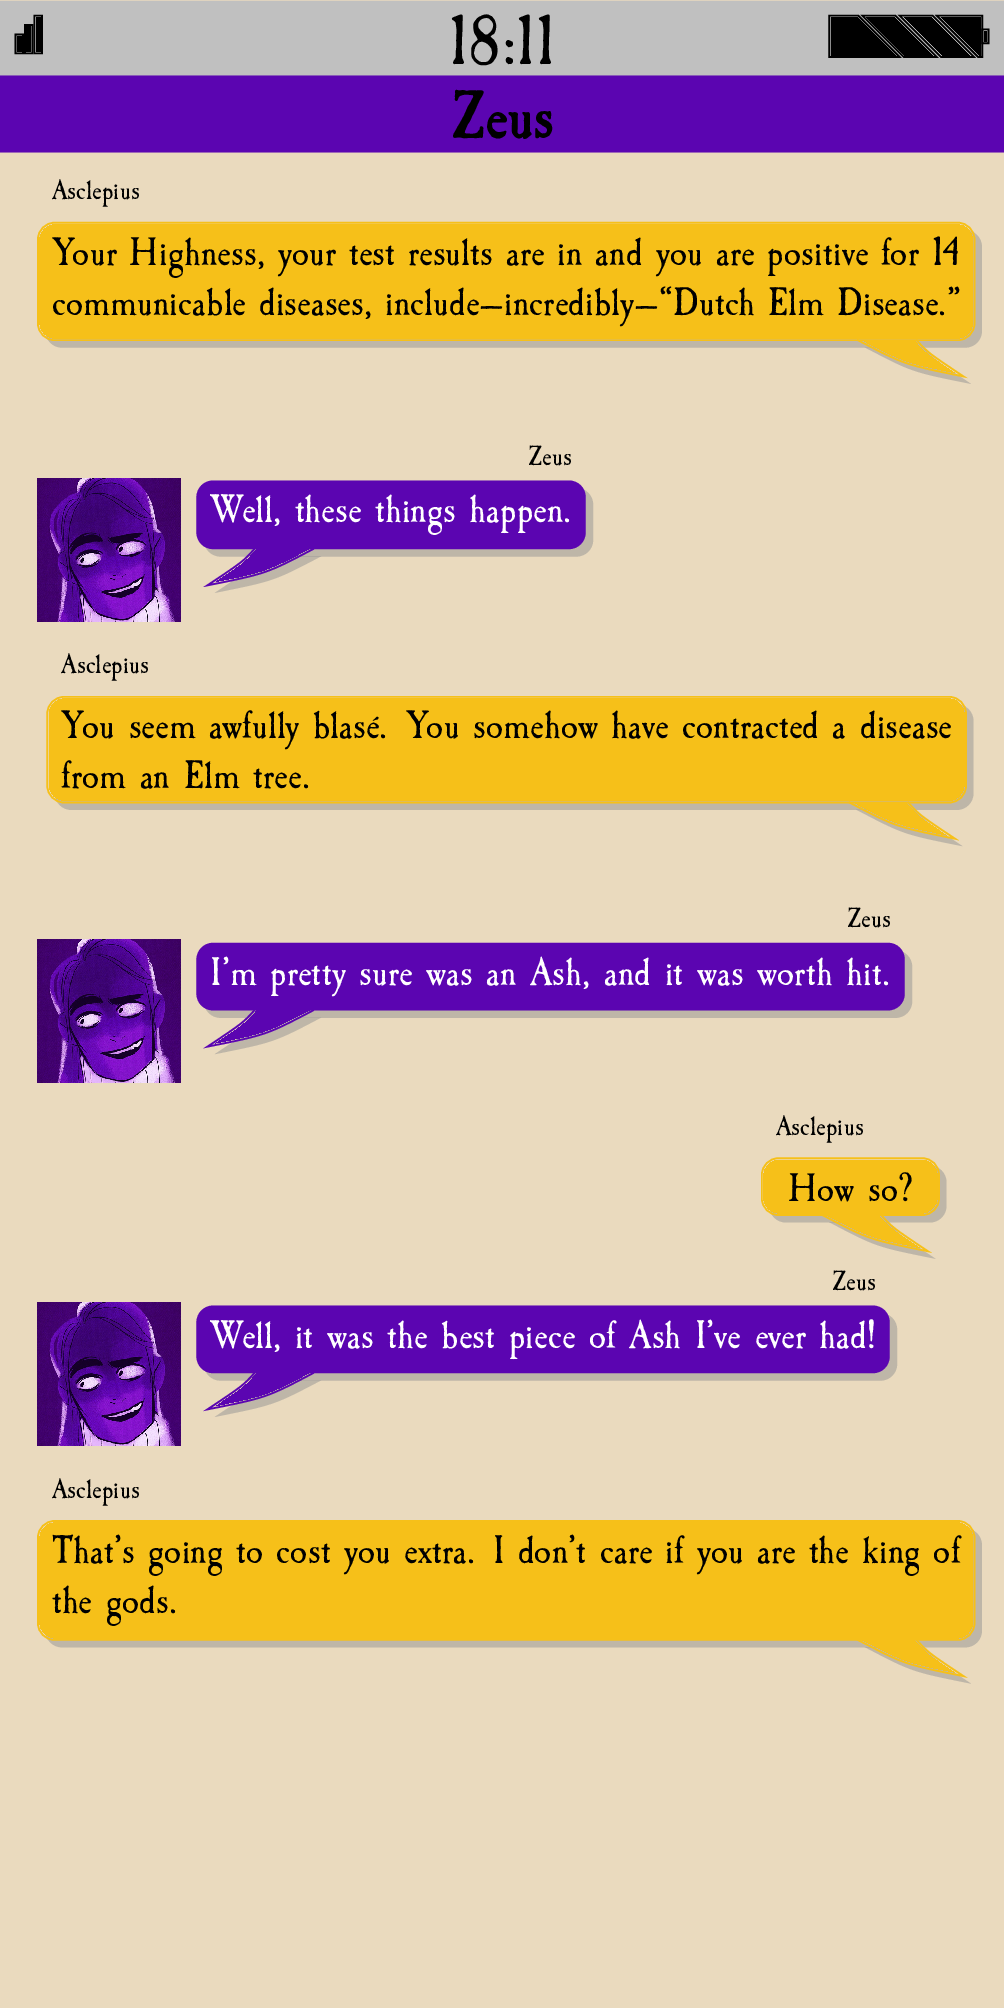 18:11
Zeus
Asclepius
Your Highness, your test results are in and you are positive for 14
communicable diseases, include—incredibly—“Dutch Elm Disease.”
Zeus
Well, these things happen.
Asclepius
You seem awfully blasé. You somehow have contracted a disease
from an Elm tree.
Zeus
I’m pretty sure was an Ash, and it was worth hit.
Asclepius
How so?
Zeus
Well, it was the best piece of Ash I’ve ever had!
Asclepius
That’s going to cost you extra. I don’t care if you are the king of
the gods.